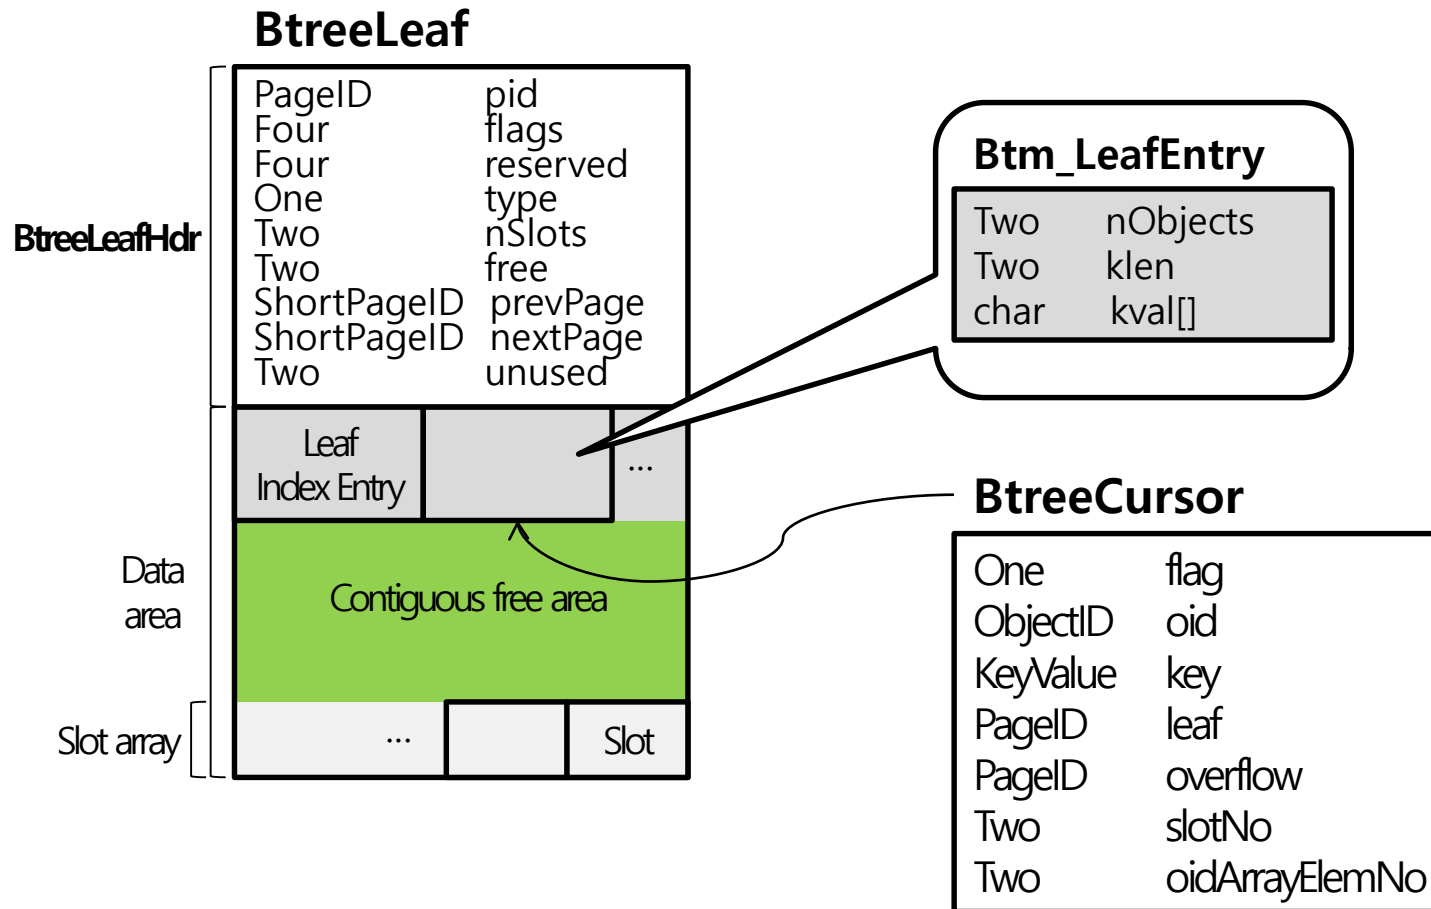 BtreeLeaf
BtreeLeafHdr
PageID pid
Four flags
Four reserved
One type
Two nSlots
Two free
ShortPageID prevPage
ShortPageID nextPage
Two unused
Leaf
Index Entry
...
Data
area
Contiguous free area
Slot array
...
Slot
Btm_LeafEntry
Two nObjects
Two klen
char kval[]
BtreeCursor
One flag
ObjectID oid
KeyValue key
PageID leaf
PageID overflow
Two slotNo
Two oidArrayElemNo